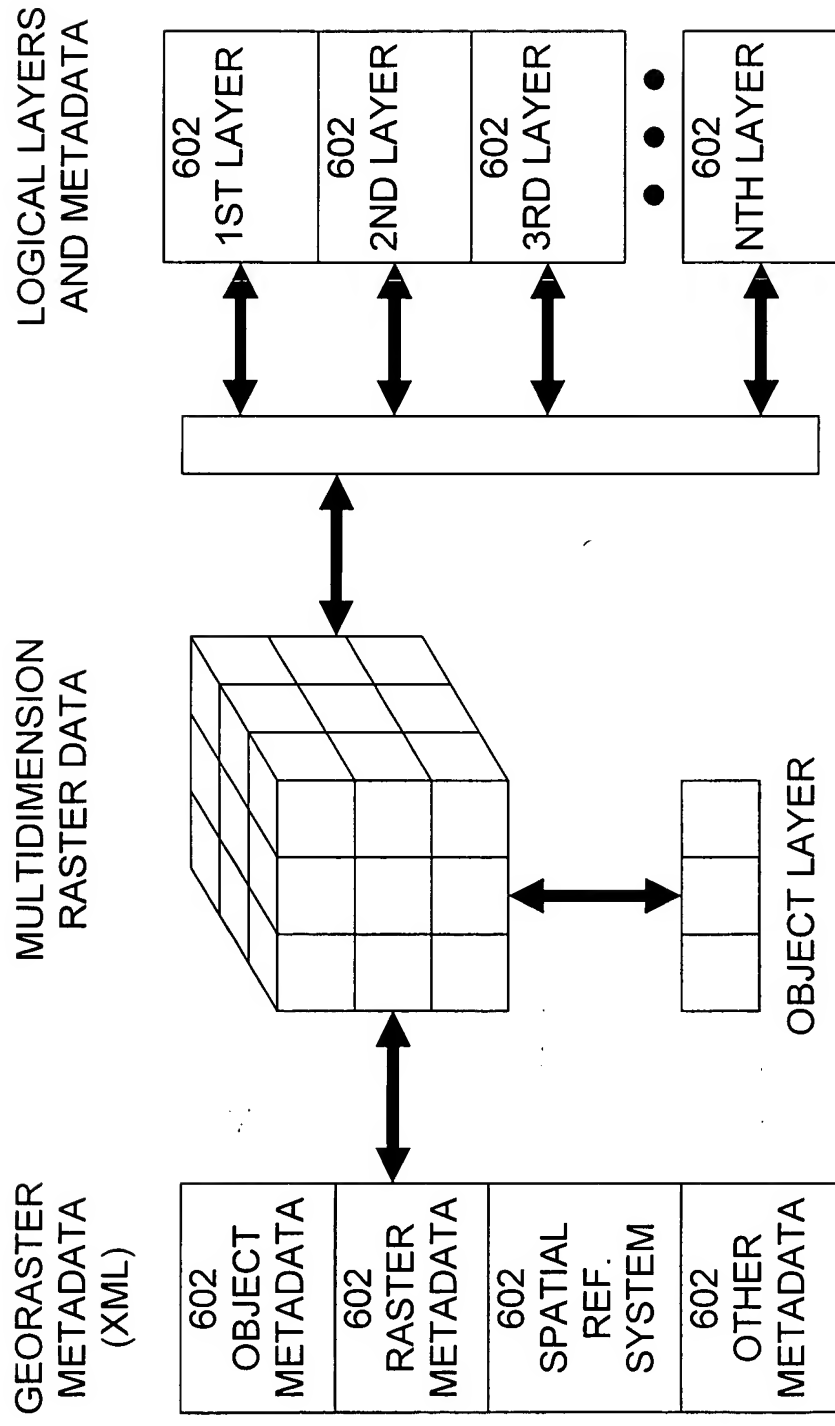 GEORASTER
METADATA
(XML)
602
OBJECT
METADATA
602
RASTER
METADATA
602
SPATIAL
REF.
SYSTEM
602
OTHER
METADATA
MULTIDIMENSION
RASTER DATA
OBJECT LAYER
LOGICAL LAYERS
AND METADATA
602
1ST LAYER
602
2ND LAYER
602
3RD LAYER
602
NTH LAYER